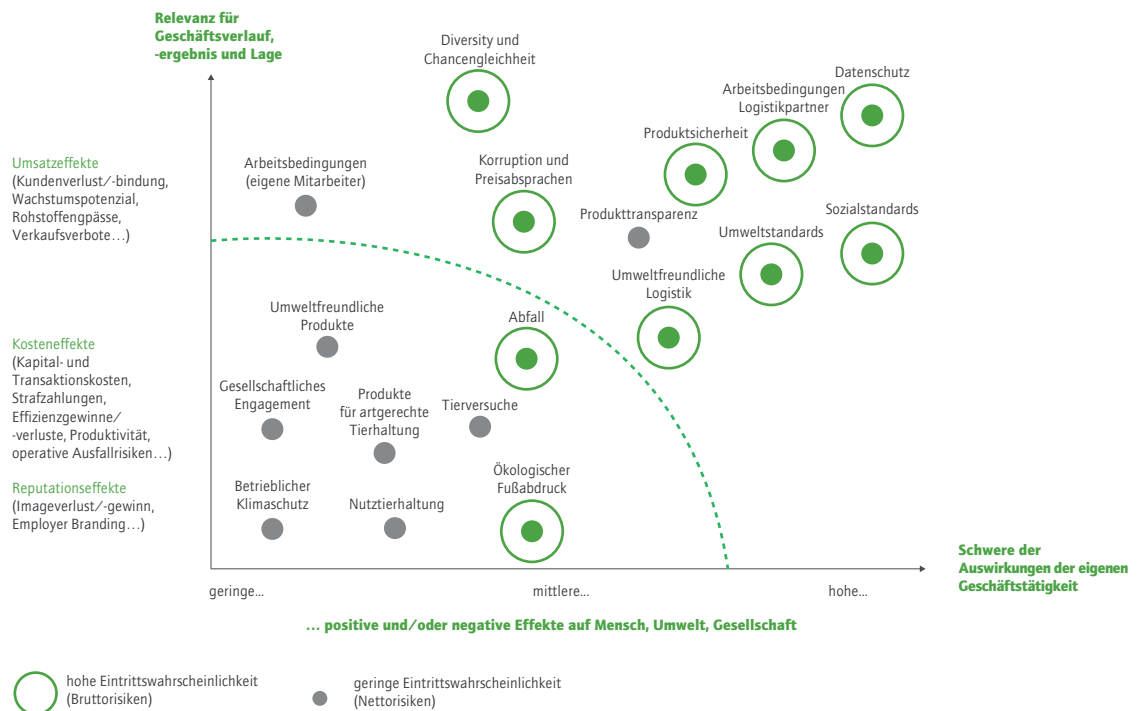 Relevanz für
Geschäftsverlauf,
-ergebnis und Lage
Diversity und
Chancengleichheit
Datenschutz
Arbeitsbedingungen
Logistikpartner
Produktsicherheit
Umsatzeffekte
(Kundenverlust/-bindung,
Wachstumspotenzial,
Rohstoffengpässe,
Verkaufsverbote…)
Arbeitsbedingungen
(eigene Mitarbeiter)
Korruption und
Preisabsprachen
Produkttransparenz
Sozialstandards
Umweltstandards
Umweltfreundliche
Logistik
Umweltfreundliche
Produkte
Abfall
Kosteneffekte
(Kapital- und
Transaktionskosten,
Strafzahlungen,
Effizienzgewinne/
-verluste, Produktivität,
operative Ausfallrisiken…)
Gesellschaftliches
Engagement
Produkte
für artgerechte
Tierhaltung
Tierversuche
Reputationseffekte
(Imageverlust/-gewinn,
Employer Branding…)
Betrieblicher
Klimaschutz
Nutztierhaltung
Ökologischer
Fußabdruck
Schwere der
Auswirkungen der eigenen
Geschäftstätigkeit
geringe…
mittlere…
hohe…
… positive und/oder negative Effekte auf Mensch, Umwelt, Gesellschaft
hohe Eintrittswahrscheinlichkeit
(Bruttorisiken)
geringe Eintrittswahrscheinlichkeit
(Nettorisiken)